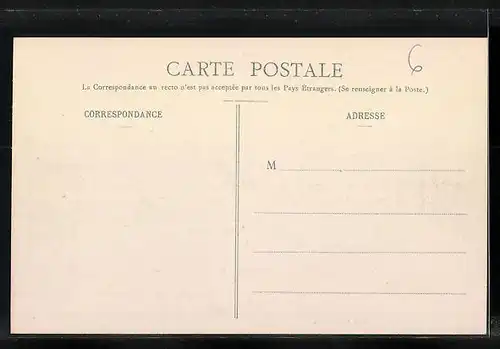 CARTE POSTALE
6
La Correspondance au recto n'est pas acceptée par tous les Pays Étrangers. (Se renseigner à la Poste.)
CORRESPONDANCE
ADRESSE
M